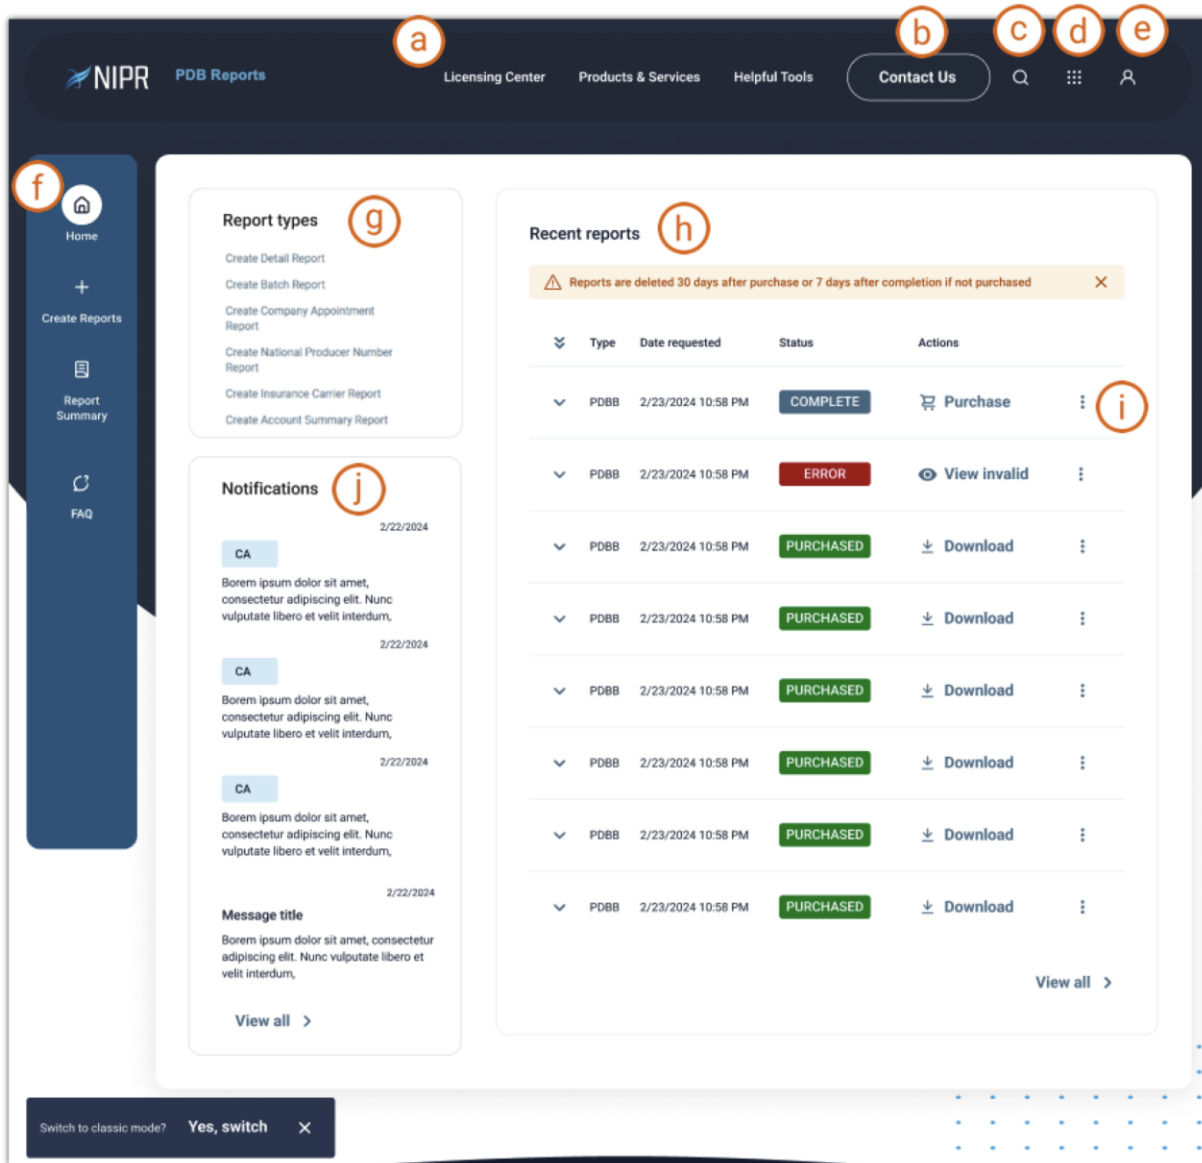 a
b
c
d
e
NIPR
PDB Reports
Licensing Center
Products & Services
Helpful Tools
Contact Us
f
Home
Create Reports
Report
Summary
FAQ
Report types
g
Create Detail Report
Create Batch Report
Create Company Appointment
Report
Create National Producer Number
Report
Create Insurance Carrier Report
Create Account Summary Report
Notifications
j
2/22/2024
CA
Borem ipsum dolor sit amet,
consectetur adipiscing elit. Nunc
vulputate libero et velit interdum,
2/22/2024
CA
Borem ipsum dolor sit amet,
consectetur adipiscing elit. Nunc
vulputate libero et velit interdum,
2/22/2024
CA
Borem ipsum dolor sit amet,
consectetur adipiscing elit. Nunc
vulputate libero et velit interdum,
2/22/2024
Message title
Borem ipsum dolor sit amet, consectetur
adipiscing elit. Nunc vulputate libero et
velit interdum,
View all
Recent reports
h
Reports are deleted 30 days after purchase or 7 days after completion if not purchased
Type Date requested Status Actions
PDBB 2/23/2024 10:58 PM COMPLETE Purchase
i
PDBB 2/23/2024 10:58 PM ERROR View invalid
PDBB 2/23/2024 10:58 PM PURCHASED Download
PDBB 2/23/2024 10:58 PM PURCHASED Download
PDBB 2/23/2024 10:58 PM PURCHASED Download
PDBB 2/23/2024 10:58 PM PURCHASED Download
PDBB 2/23/2024 10:58 PM PURCHASED Download
PDBB 2/23/2024 10:58 PM PURCHASED Download
View all
Switch to classic mode? Yes, switch